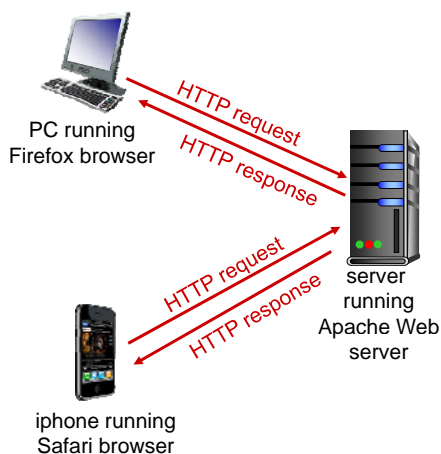 HTTP request
HTTP response
PC running
Firefox browser
HTTP request
HTTP response
server
running
Apache Web
server
iphone running
Safari browser